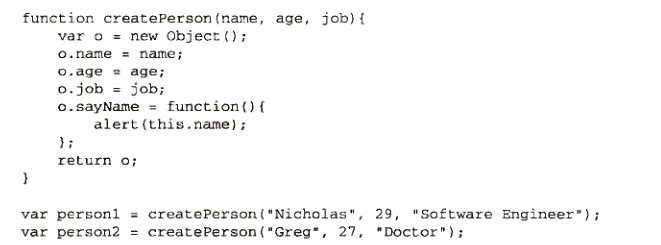 function createPerson(name, age, job){
    var o = new Object();
    o.name = name;
    o.age = age;
    o.job = job;
    o.sayName = function(){
        alert(this.name);
    };
    return o;
}

var person1 = createPerson("Nicholas", 29, "Software Engineer");
var person2 = createPerson("Greg", 27, "Doctor");